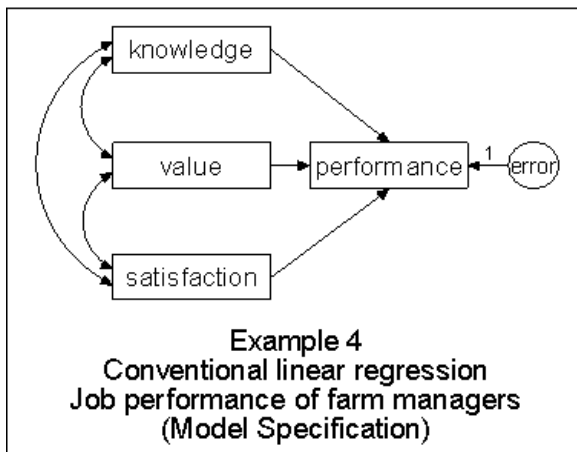 knowledge
value
performance
1
error
satisfaction
Example 4
Conventional linear regression
Job performance of farm managers
(Model Specification)